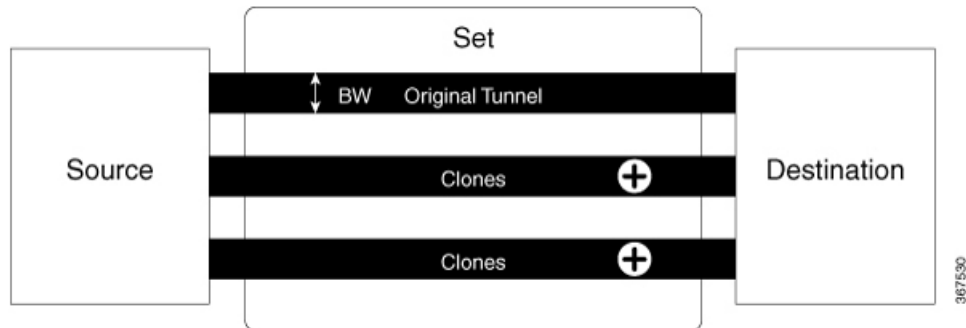 Set
BW Original Tunnel
Source
Clones
Destination
Clones
367530